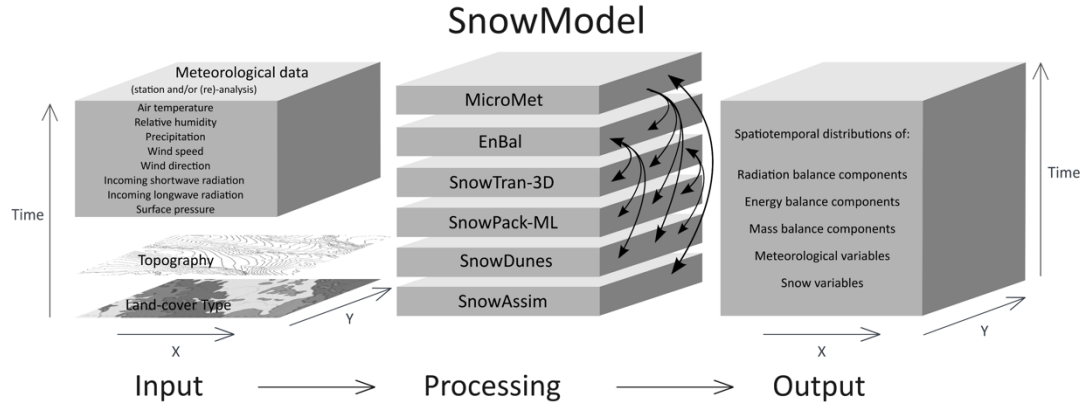 SnowModel
Meteorological data
(station and/or (re)-analysis)
Air temperature
Relative humidity
Precipitation
Wind speed
Wind direction
Incoming shortwave radiation
Incoming longwave radiation
Surface pressure
Time
Topography
Land-cover Type
X
Y
MicroMet
EnBal
SnowTran-3D
SnowPack-ML
SnowDunes
SnowAssim
Spatiotemporal distributions of:
Radiation balance components
Energy balance components
Mass balance components
Meteorological variables
Snow variables
Time
X
Y
Input
Processing
Output